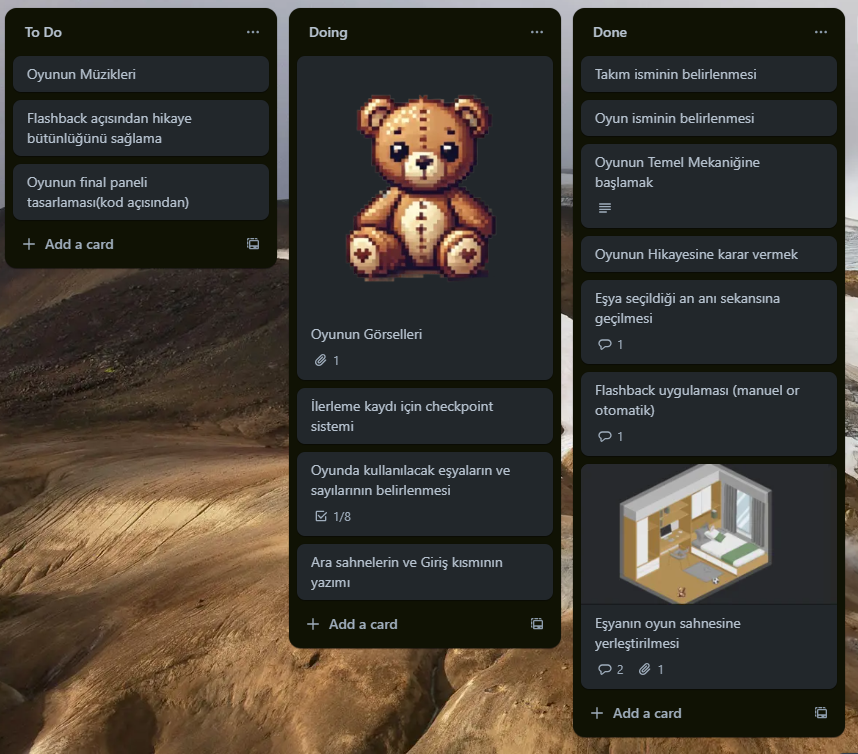 To Do
Oyunun Müzikleri
Flashback açısından hikaye
bütünlüğünü sağlama
Oyunun final paneli
tasarlaması(kod açısından)
Add a card
Doing
Oyunun Görselleri
1
İlerleme kaydı için checkpoint
sistemi
Oyunda kullanılacak eşyaların ve
sayılarının belirlenmesi
1/8
Ara sahnelerin ve Giriş kısmının
yazımı
Add a card
Done
Takım isminin belirlenmesi
Oyun isminin belirlenmesi
Oyunun Temel Mekaniğine
başlamak
Oyunun Hikayesine karar vermek
Eşya seçildiği an anı sekansına
geçilmesi
1
Flashback uygulaması (manuel or
otomatik)
1
Eşyanın oyun sahnesine
yerleştirilmesi
2 1
Add a card